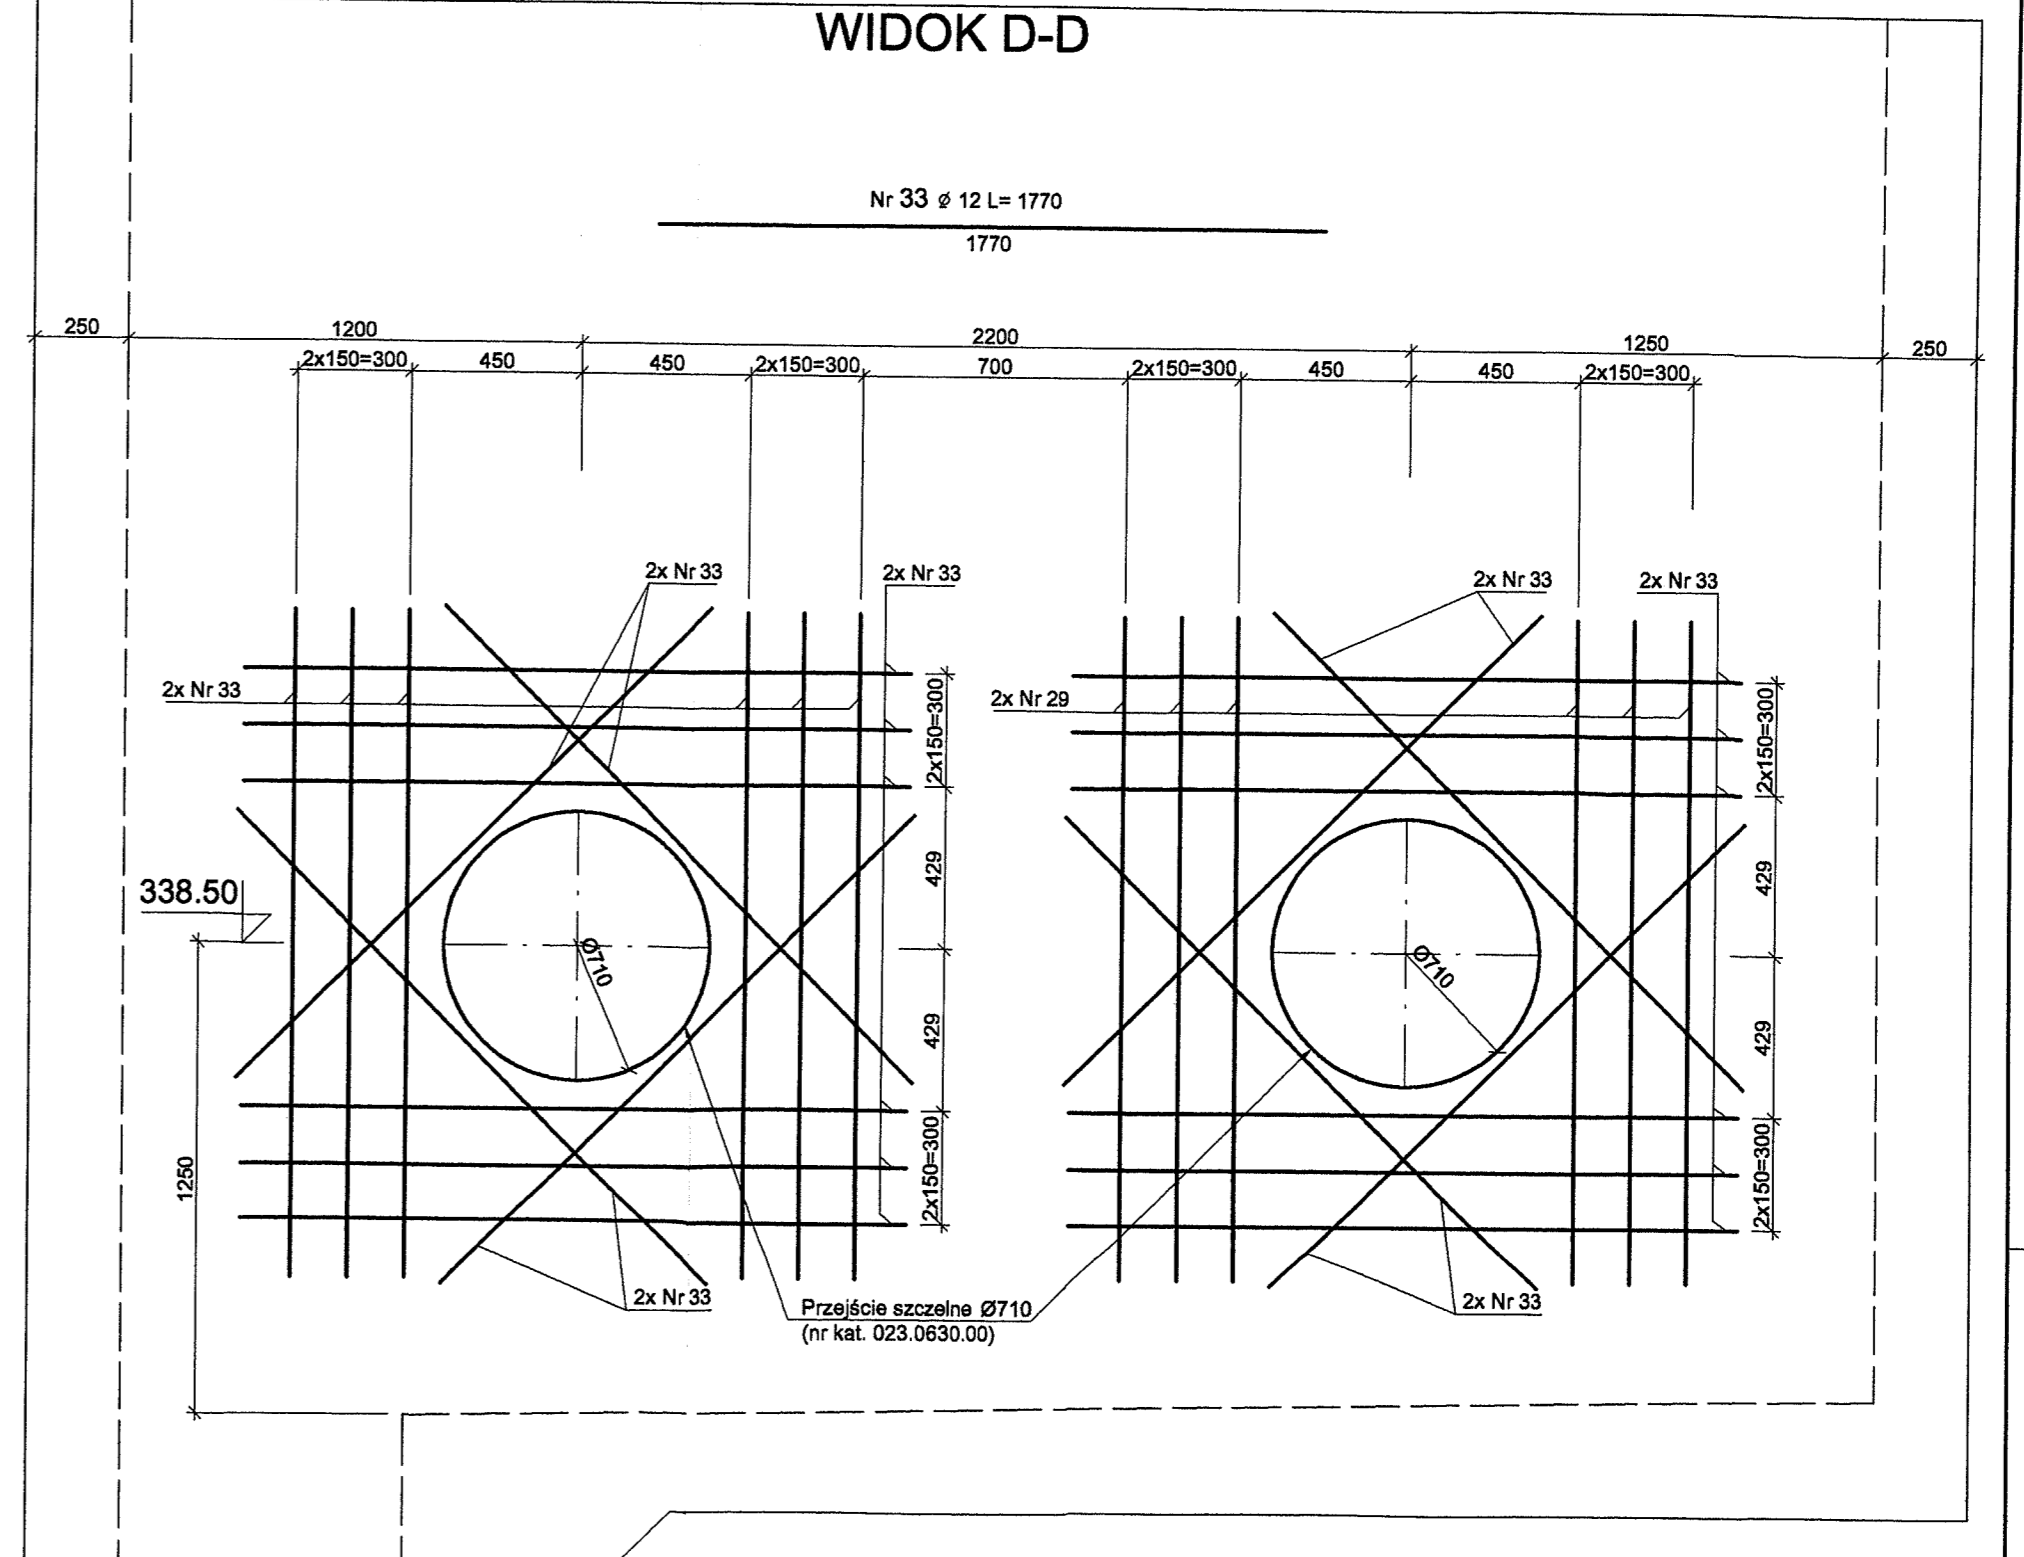 WIDOK D-D
Nr 33 ø 12 L= 1770
1770
250
1200
2200
1250
250
2x150=300
450
450
2x150=300
700
2x150=300
450
450
2x150=300
2x Nr 33
2x Nr 33
2x Nr 33
2x Nr 33
2x Nr 33
2x Nr 29
2x150=300
2x150=300
338.50
429
429
Ø710
Ø710
429
429
1250
2x150=300
2x150=300
2x Nr 33
Przejście szczelne Ø710
(nr kat. 023.0630.00)
2x Nr 33